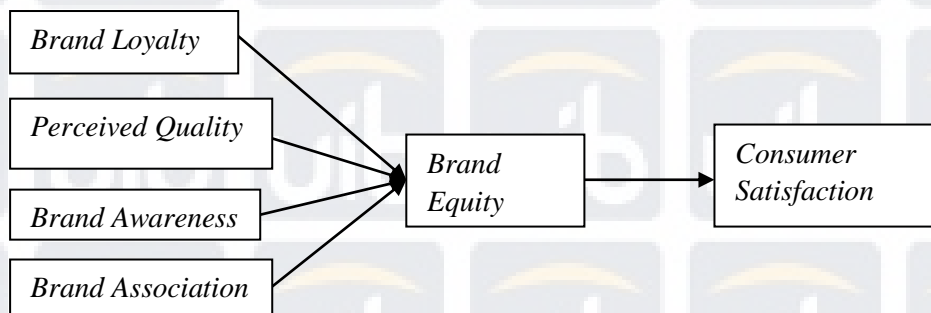 Brand Loyalty
Perceived Quality
Brand Awareness
Brand Association
Brand
Equity
Consumer
Satisfaction